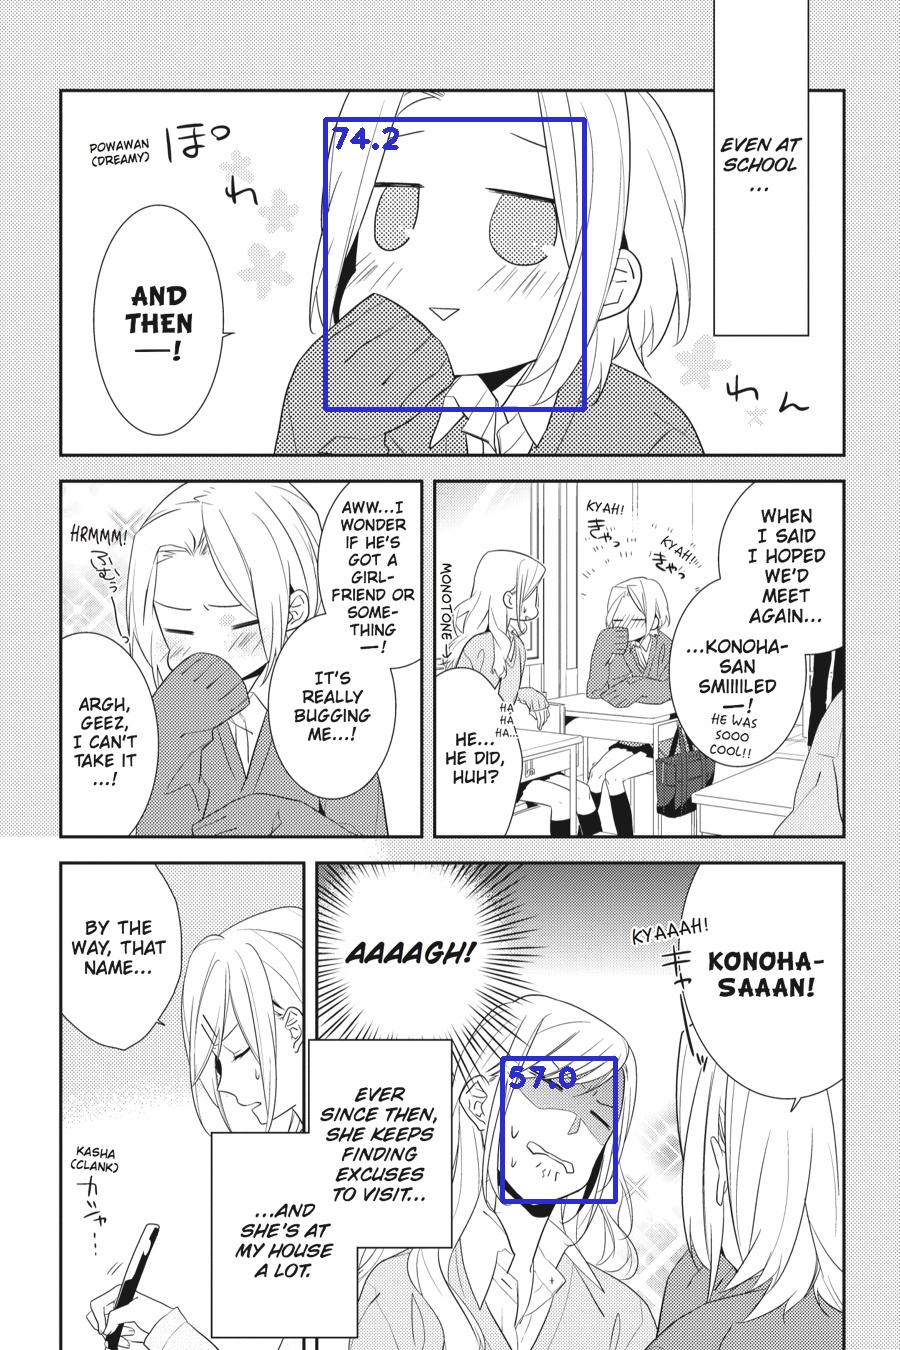 EVEN AT
SCHOOL
...
74.2
POWAWAN
(DREAMY)
ぽ
わ
わ
ん
AND
THEN
—!
WHEN
I SAID
I HOPED
WE'D
MEET
AGAIN...
...KONOHA-
SAN
SMIIIILED
—!
HE WAS
SOOO
COOL!!
KYAH!
きゃっ
KYAH!
きゃっ
MONOTONE→
HA
HA
HA...
HE...
HE DID,
HUH?
AWW...I
WONDER
IF HE'S
GOT A
GIRL-
FRIEND OR
SOME-
THING
—!
IT'S
REALLY
BUGGING
ME...!
HRMMM!
ARGH,
GEEZ,
I CAN'T
TAKE IT
...!
KONOHA-
SAAAN!
KYAAAH!
キャー
AAAAGH!
57.0
EVER
SINCE THEN,
SHE KEEPS
FINDING
EXCUSES
TO VISIT...
...AND
SHE'S AT
MY HOUSE
A LOT.
BY THE
WAY, THAT
NAME...
KASHA
(CLANK)
カシャ...